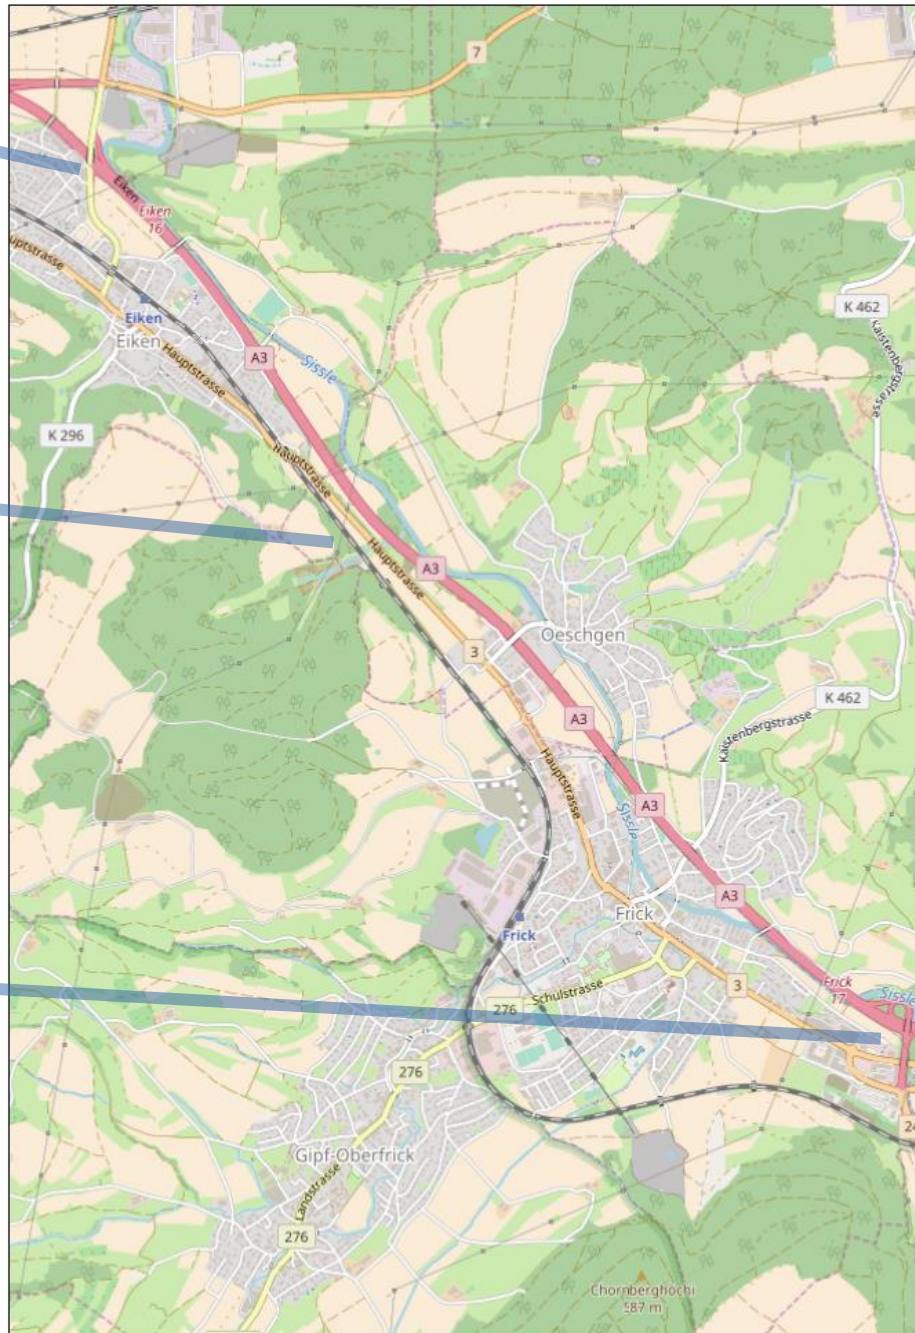 7
Eiken
Eiken
16
Hauptstrasse
K 462
Kaistenbergstrasse
Eiken
Eiken
A3
Sissle
Hauptstrasse
K 296
Hauptstrasse
Hauptstrasse
A3
Oeschgen
3
K 462
A3
Kaistenbergstrasse
Hauptstrasse
A3
Sissle
A3
Frick
Frick
3
Frick
17
Sissle
Schulstrasse
276
276
24
Gipf-Oberfrick
Landstrasse
276
Chornberghöchi
587 m